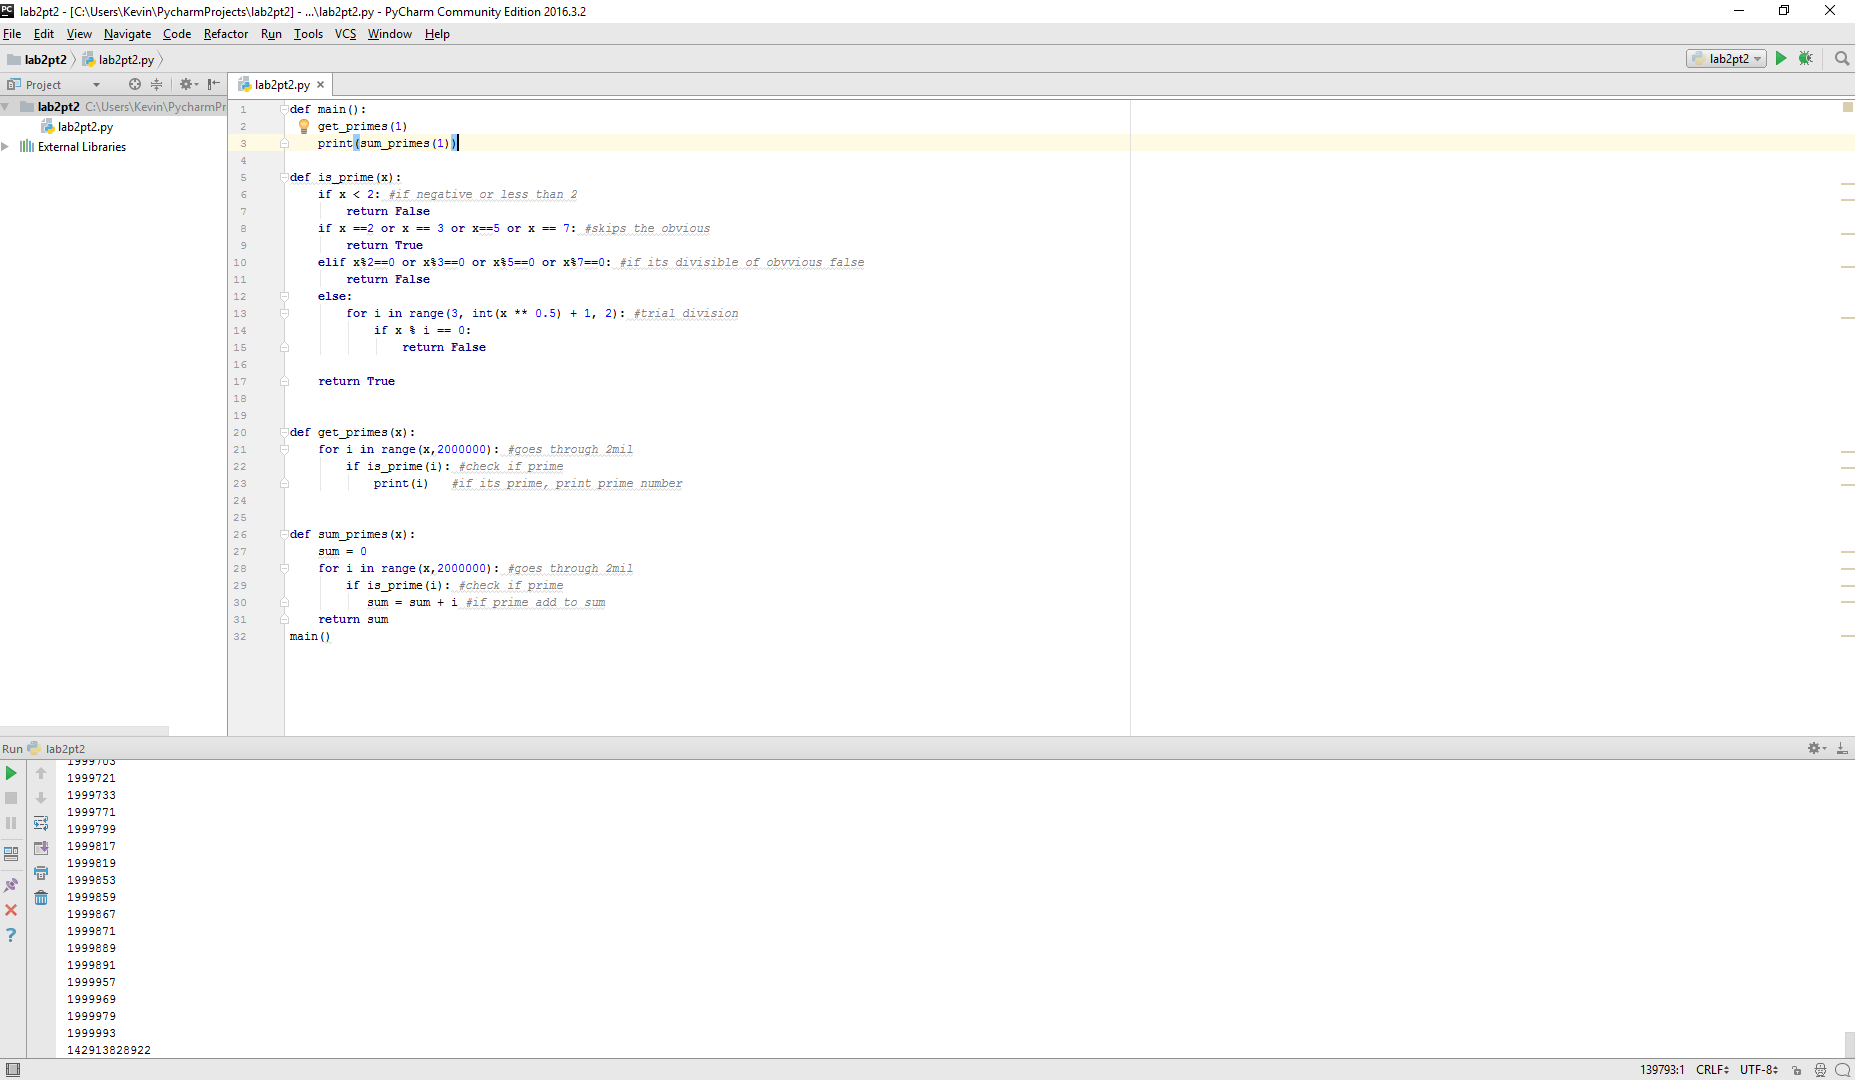 lab2pt2 - [C:\Users\Kevin\PycharmProjects\lab2pt2] - ...\lab2pt2.py - PyCharm Community Edition 2016.3.2
File Edit View Navigate Code Refactor Run Tools VCS Window Help
lab2pt2 lab2pt2.py lab2pt2
Project lab2pt2.py
lab2pt2 C:\Users\Kevin\PycharmPr
lab2pt2.py
External Libraries
1 def main():
2     get_primes(1)
3     print(sum_primes(1))
4
5 def is_prime(x):
6     if x < 2: #if negative or less than 2
7         return False
8     if x ==2 or x == 3 or x==5 or x == 7: #skips the obvious
9         return True
10     elif x%2==0 or x%3==0 or x%5==0 or x%7==0: #if its divisible of obvvious false
11         return False
12     else:
13         for i in range(3, int(x ** 0.5) + 1, 2): #trial division
14             if x % i == 0:
15                 return False
16
17     return True
18
19
20 def get_primes(x):
21     for i in range(x,2000000): #goes through 2mil
22         if is_prime(i): #check if prime
23             print(i)   #if its prime, print prime number
24
25
26 def sum_primes(x):
27     sum = 0
28     for i in range(x,2000000): #goes through 2mil
29         if is_prime(i): #check if prime
30            sum = sum + i #if prime add to sum
31     return sum
32 main()
Run lab2pt2
1999703
1999721
1999733
1999771
1999799
1999817
1999819
1999853
1999859
1999867
1999871
1999889
1999891
1999957
1999969
1999979
1999993
142913828922
139793:1 CRLF UTF-8